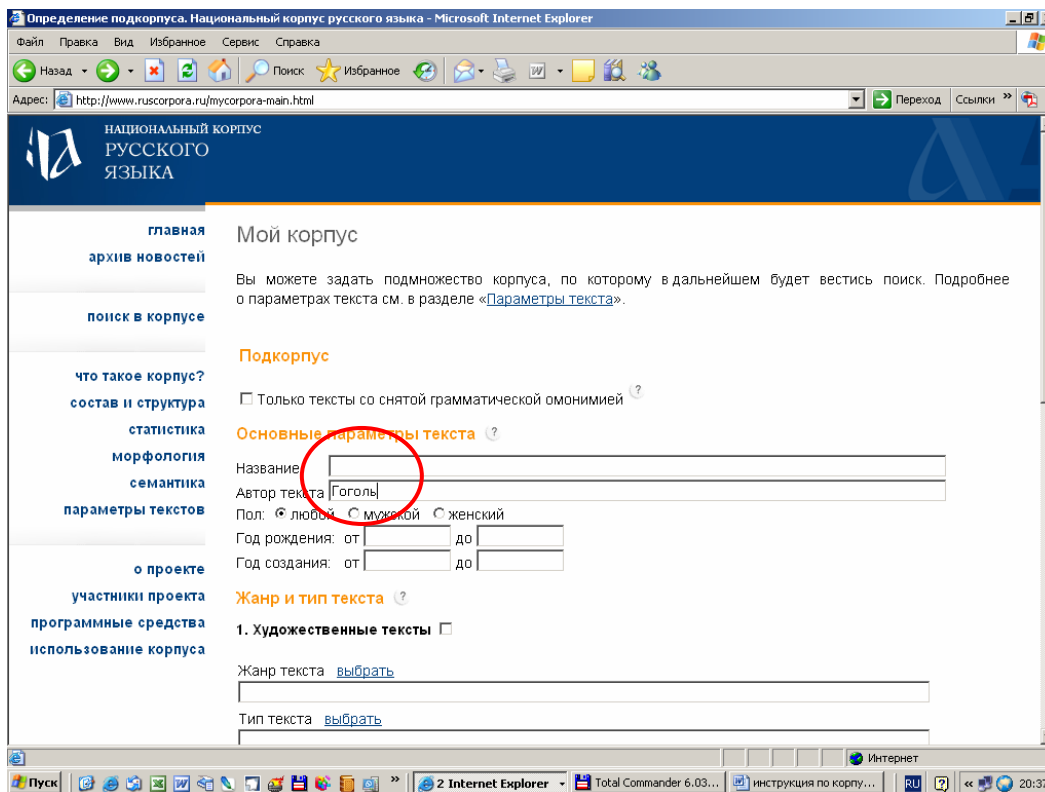 Определение подкорпуса. Национальный корпус русского языка - Microsoft Internet Explorer
Файл Правка Вид Избранное Сервис Справка
Назад Поиск Избранное
Адрес: http://www.ruscorpora.ru/mycorpora-main.html Переход Ссылки »
НАЦИОНАЛЬНЫЙ КОРПУС
РУССКОГО
ЯЗЫКА
главная
архив новостей
поиск в корпусе
что такое корпус?
состав и структура
статистика
морфология
семантика
параметры текстов
о проекте
участники проекта
программные средства
использование корпуса
Мой корпус
Вы можете задать подмножество корпуса, по которому в дальнейшем будет вестись поиск. Подробнее
о параметрах текста см. в разделе «Параметры текста».
Подкорпус
Только тексты со снятой грамматической омонимией ?
Основные параметры текста ?
Название
Автор текста Гоголь
Пол: любой мужской женский
Год рождения: от до
Год создания: от до
Жанр и тип текста ?
1. Художественные тексты
Жанр текста выбрать
Тип текста выбрать
Интернет
Пуск » 2 Internet Explorer Total Commander 6.03... инструкция по корпу... RU « 20:37